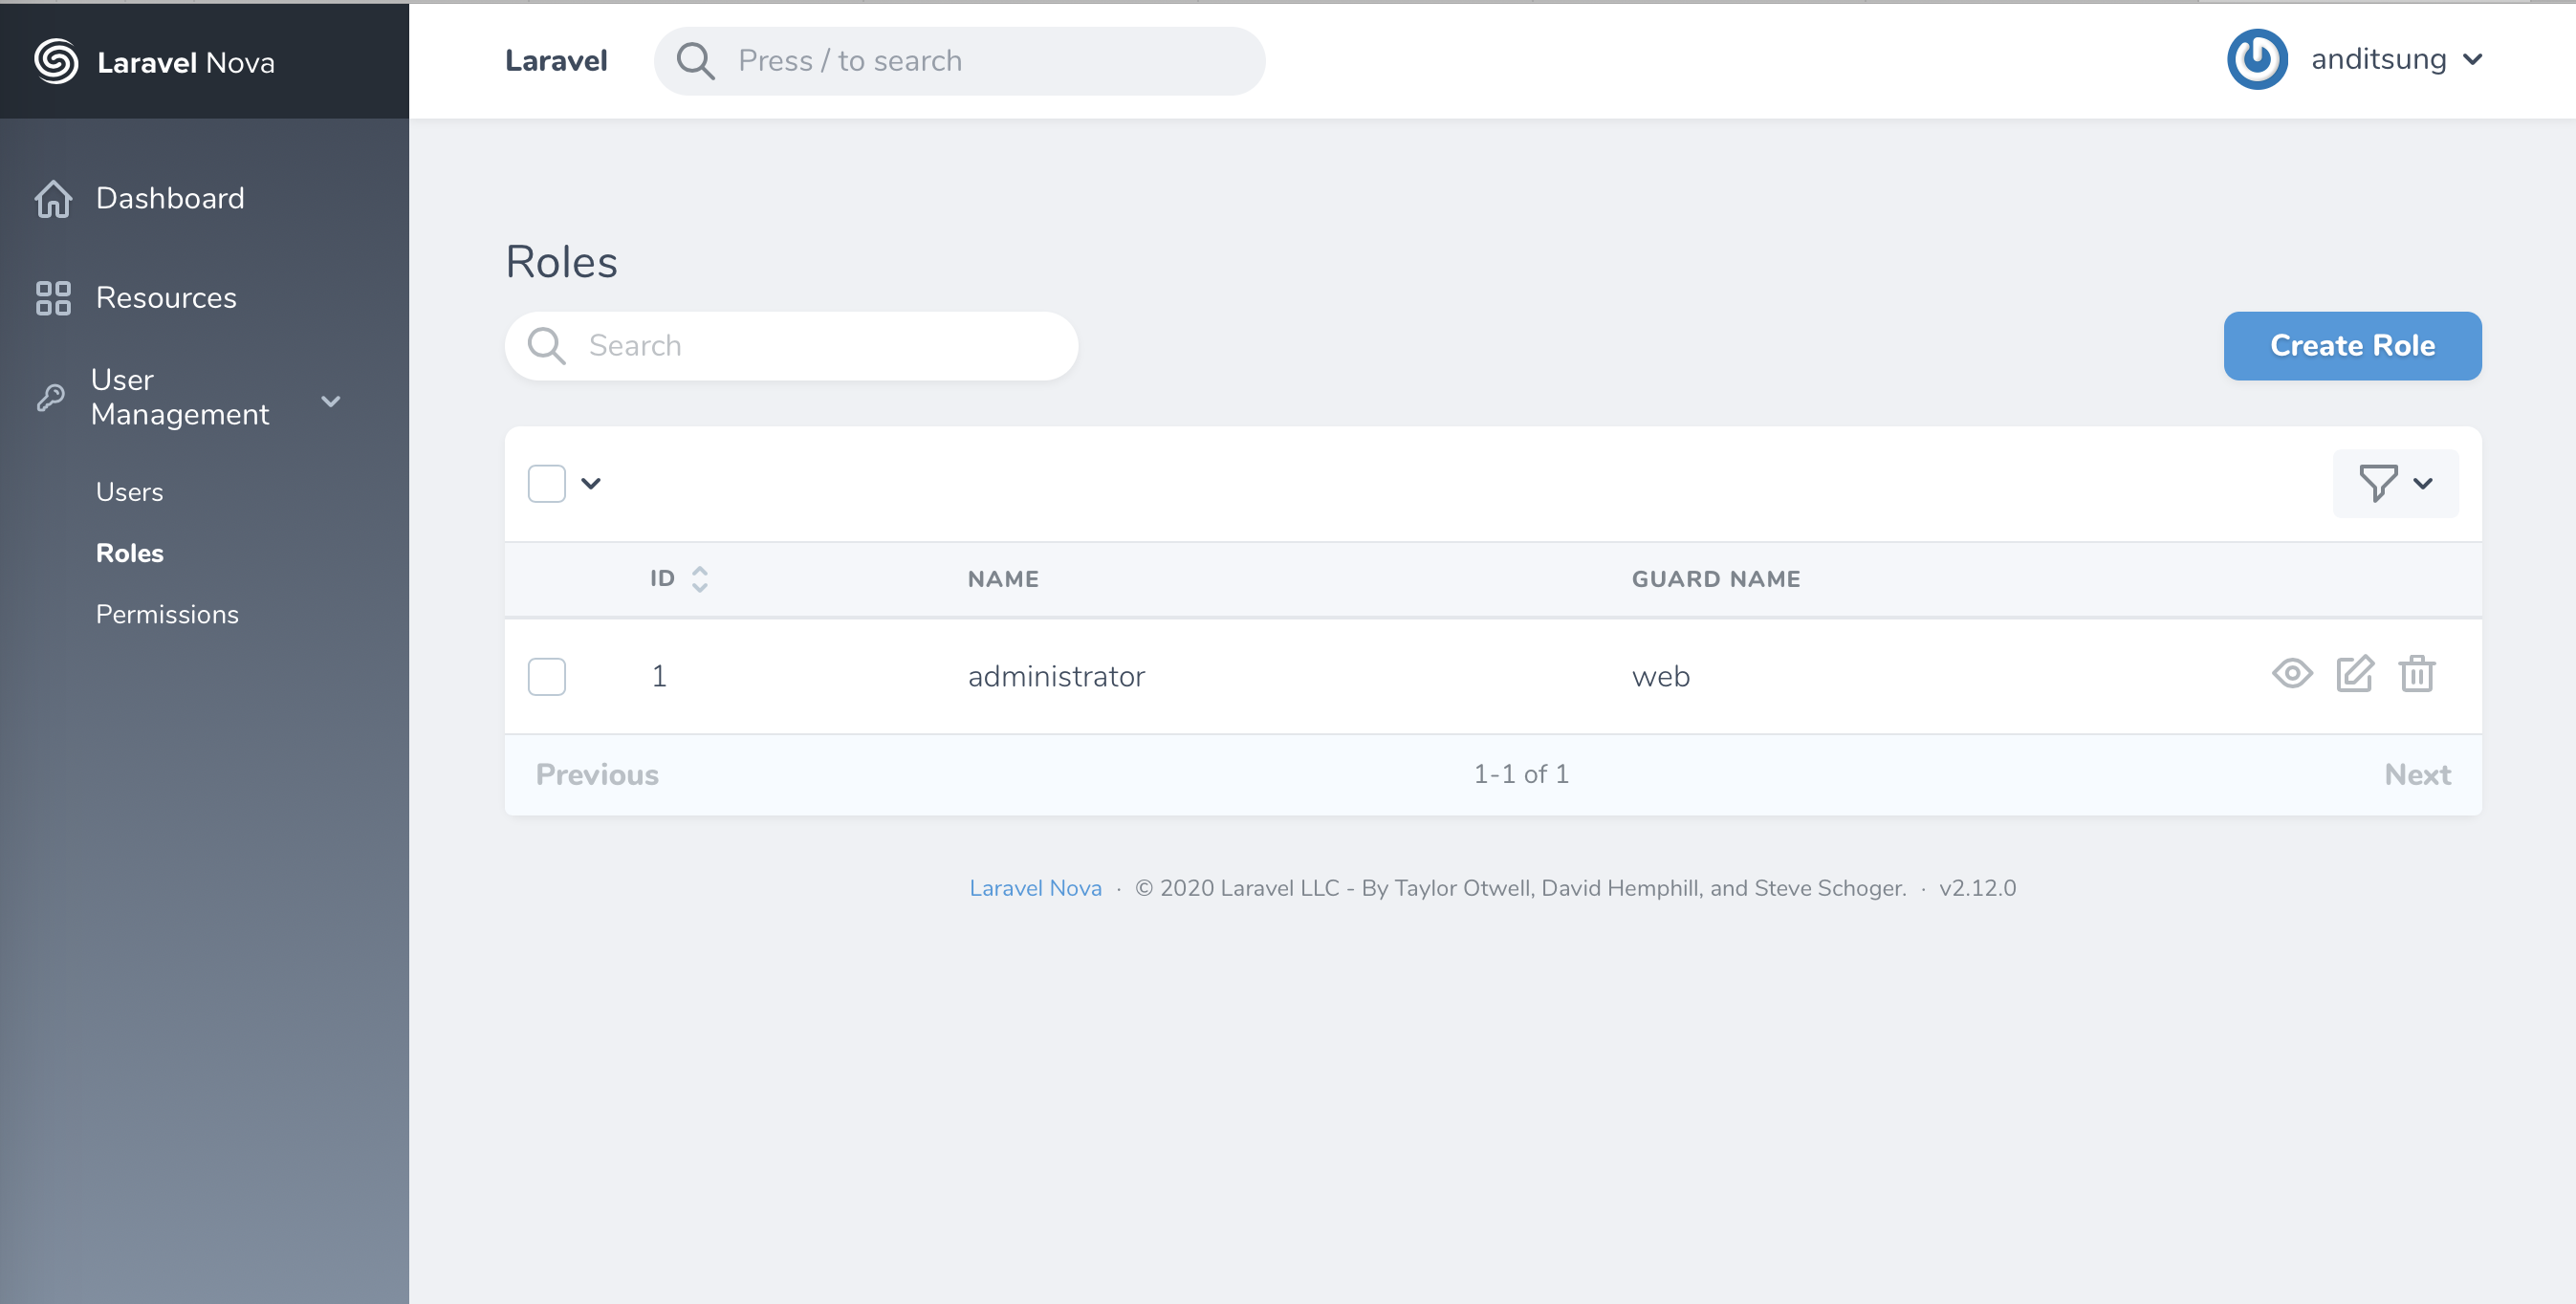 Laravel Nova
Laravel
Press / to search
anditsung
Dashboard
Resources
User
Management
Users
Roles
Permissions
Roles
Search
Create Role
ID
NAME
GUARD NAME
1
administrator
web
Previous
1-1 of 1
Next
Laravel Nova · © 2020 Laravel LLC - By Taylor Otwell, David Hemphill, and Steve Schoger. · v2.12.0